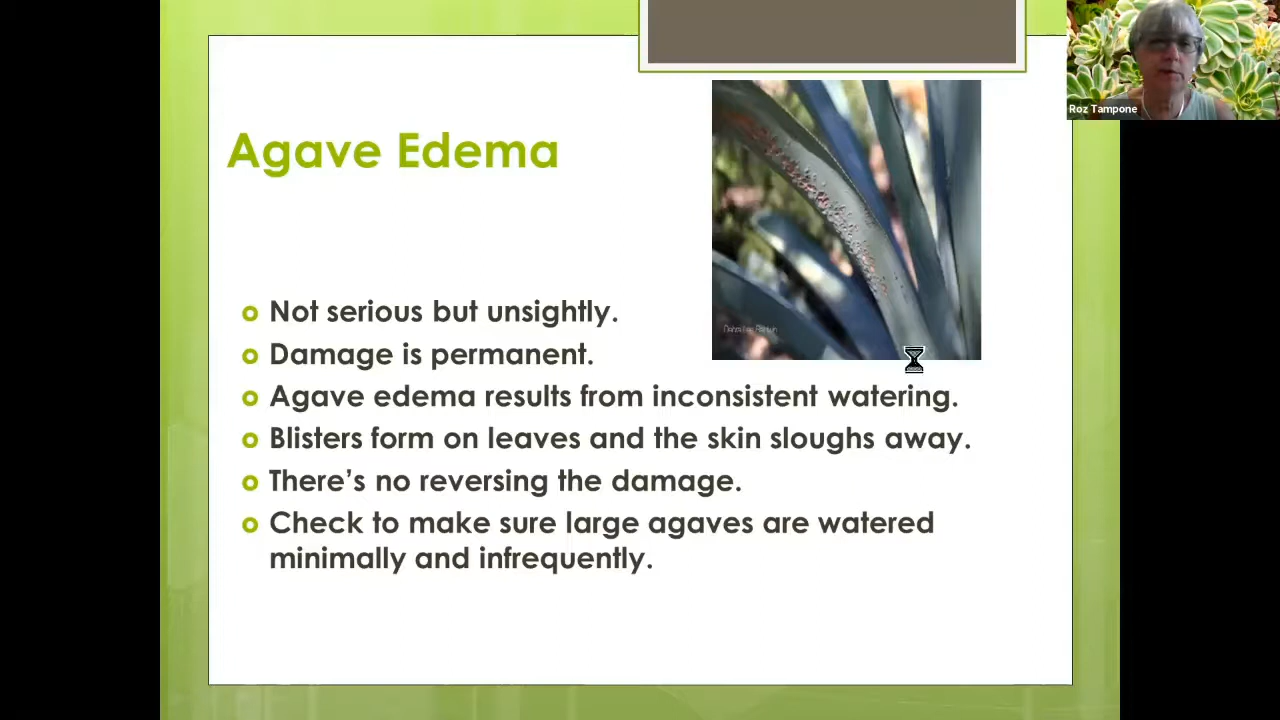 Roz Tampone
Agave Edema
Not serious but unsightly.
Damage is permanent.
Agave edema results from inconsistent watering.
Blisters form on leaves and the skin sloughs away.
There’s no reversing the damage.
Check to make sure large agaves are watered
minimally and infrequently.